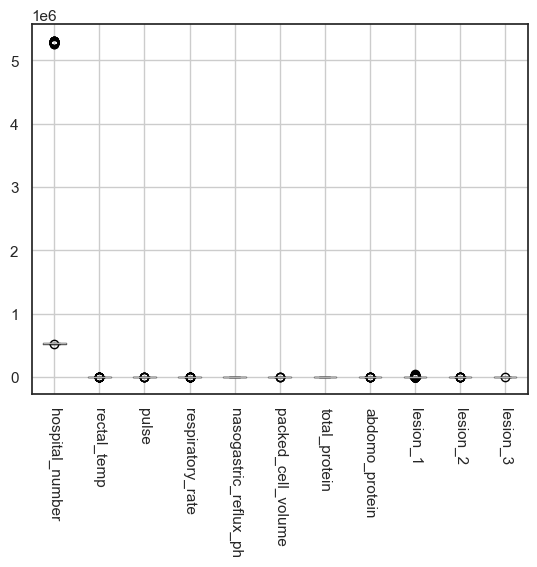 1e6
5
4
3
2
1
0
hospital_number
rectal_temp
pulse
respiratory_rate
nasogastric_reflux_ph
packed_cell_volume
total_protein
abdomo_protein
lesion_1
lesion_2
lesion_3